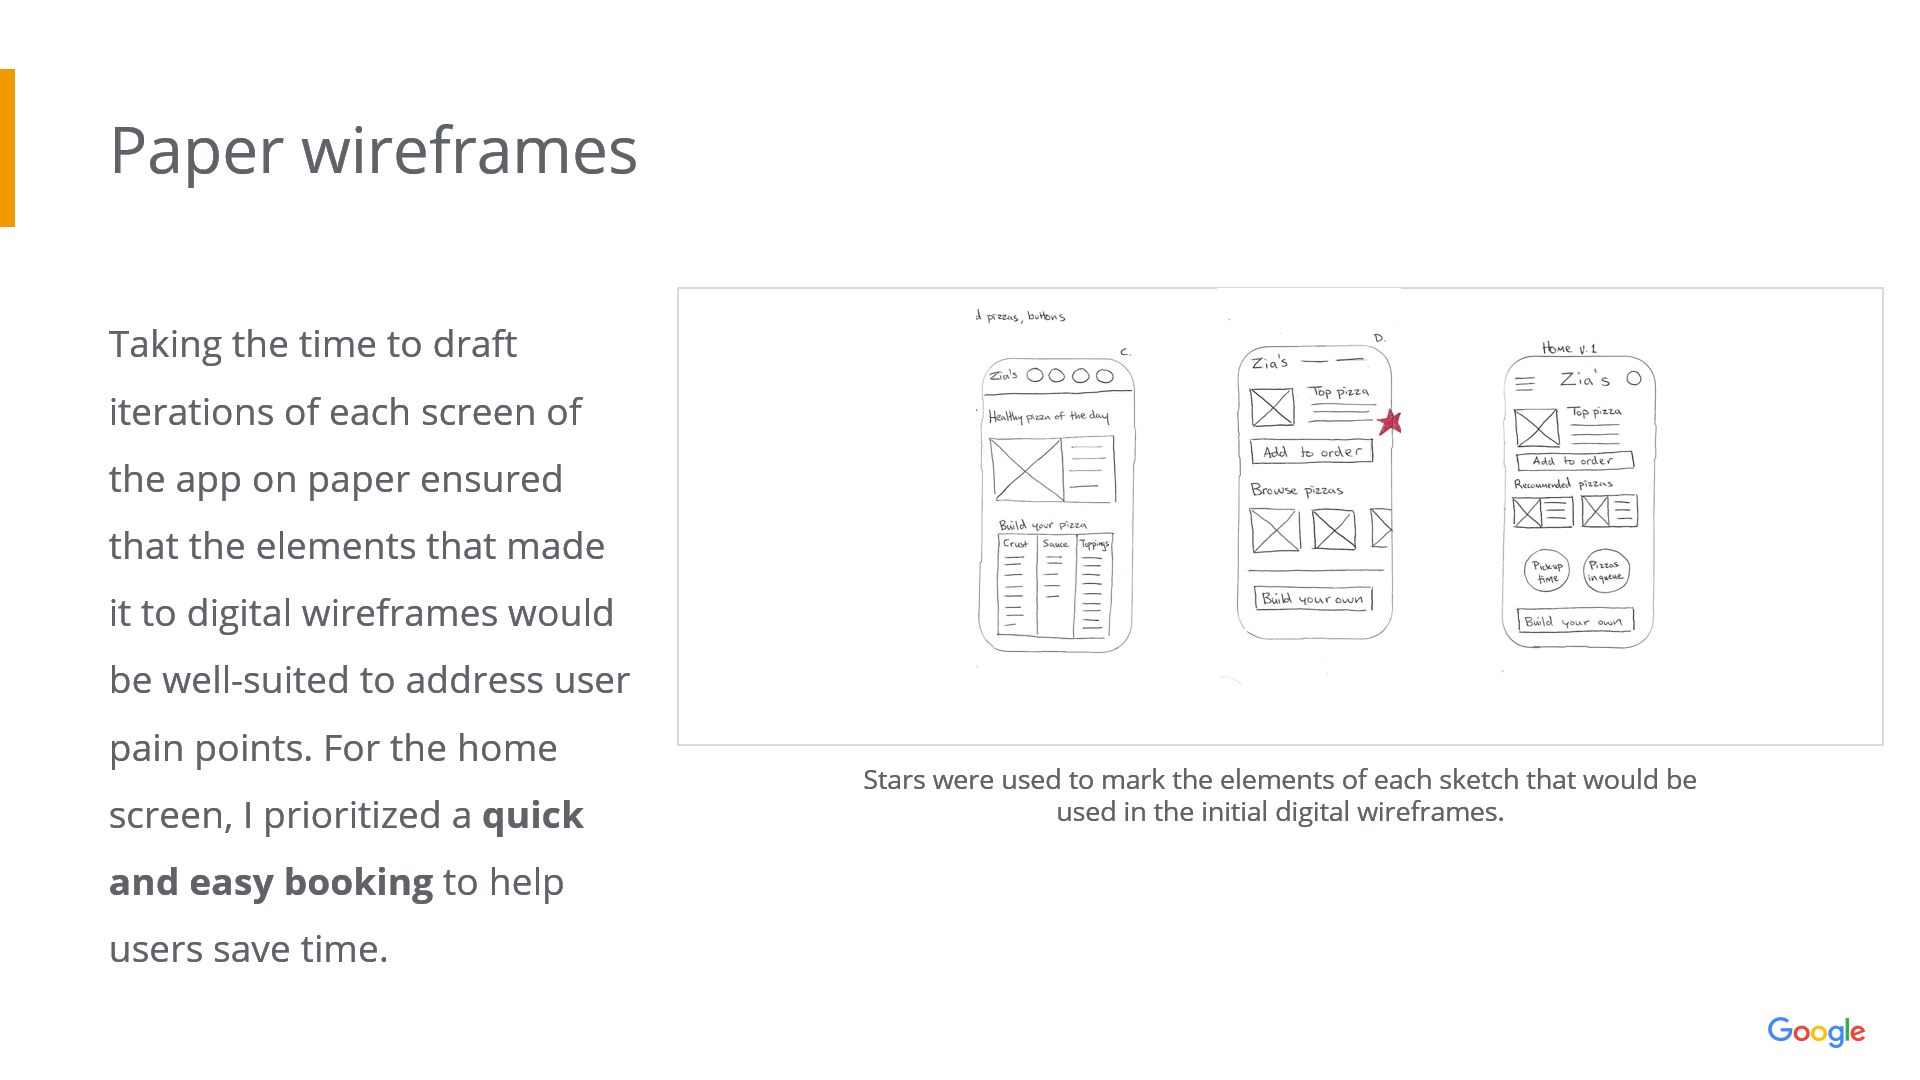 Paper wireframes
Taking the time to draft
iterations of each screen of
the app on paper ensured
that the elements that made
it to digital wireframes would
be well-suited to address user
pain points. For the home
screen, I prioritized a quick
and easy booking to help
users save time.
d pizzas, buttons
C.
Zia's
Healthy pizza of the day
Build your pizza
Crust Sauce Toppings
D.
Zia's
Top pizza
Add to order
Browse pizzas
Build your own
Home v.1
Zia's
Top pizza
Add to order
Recommended pizzas
Pickup
time
Pizzas
in queue
Build your own
Stars were used to mark the elements of each sketch that would be
used in the initial digital wireframes.
Google